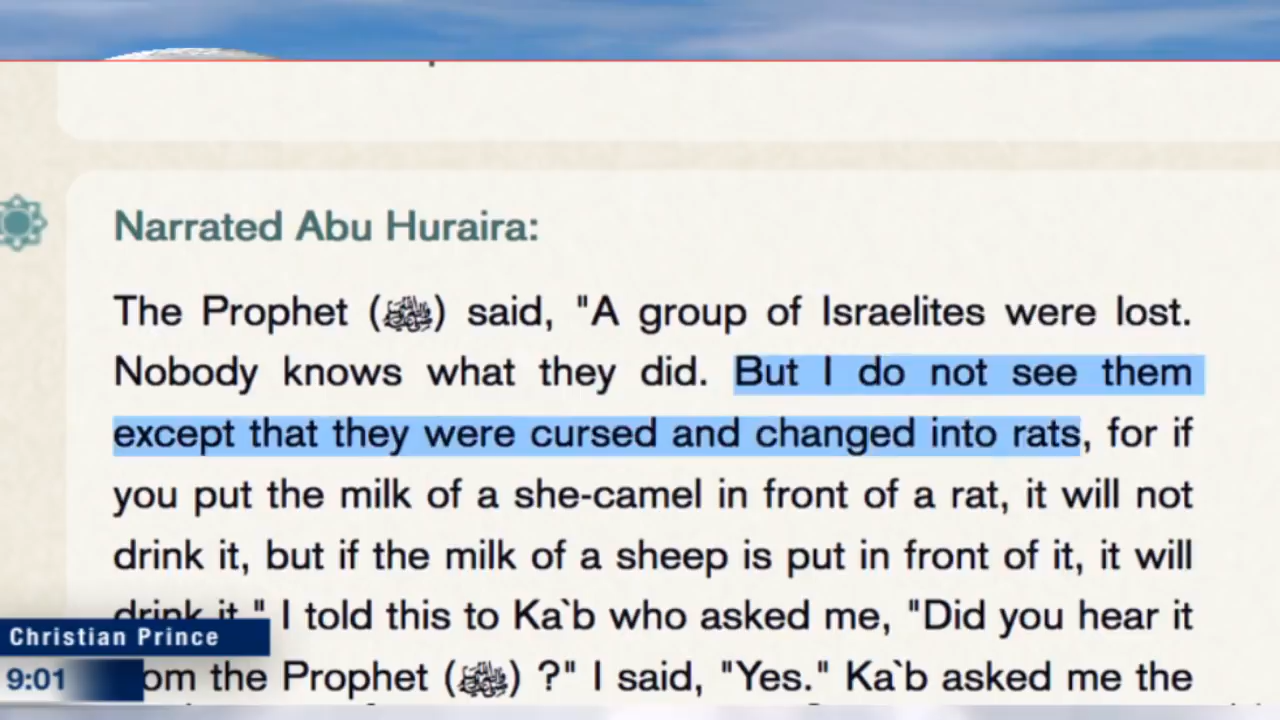 Narrated Abu Huraira:
The Prophet (ﷺ) said, "A group of Israelites were lost.
Nobody knows what they did. But I do not see them
except that they were cursed and changed into rats, for if
you put the milk of a she-camel in front of a rat, it will not
drink it, but if the milk of a sheep is put in front of it, it will
drink it." I told this to Ka`b who asked me, "Did you hear it
Christian Prince
om the Prophet (ﷺ) ?" I said, "Yes." Ka`b asked me the
9:01